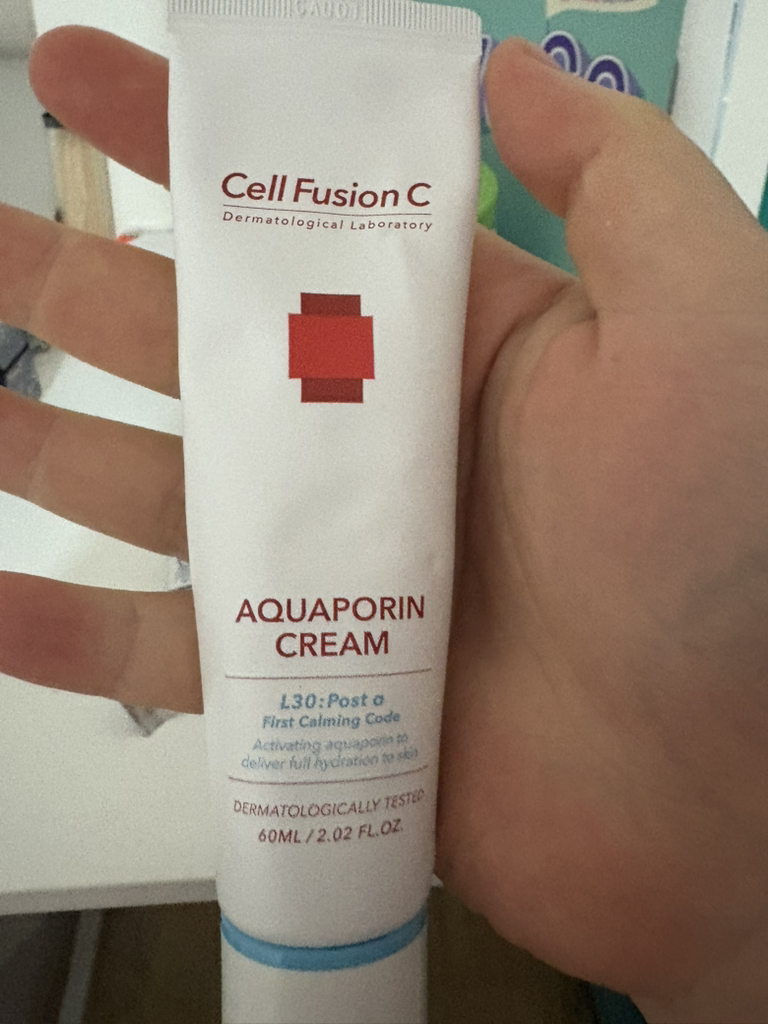 Cell Fusion C
Dermatological Laboratory
AQUAPORIN
CREAM
L30:Post α
First Calming Code
Activating aquaporin to
deliver full hydration to skin
DERMATOLOGICALLY TESTED
60ML / 2.02 FL.OZ.